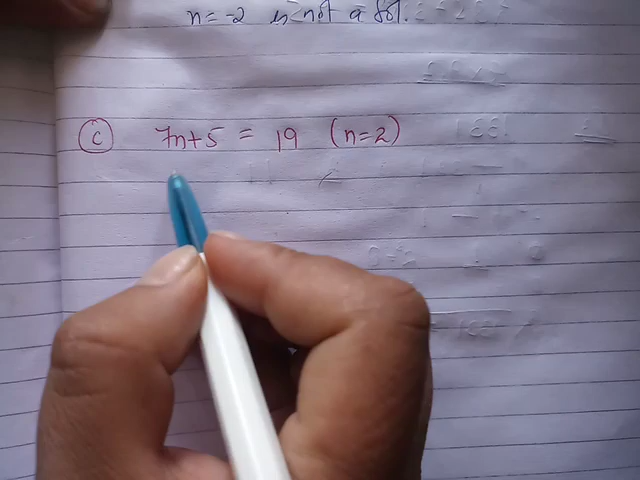 n=-2 is not a sol.
(c) 7n+5 = 19 (n=2)